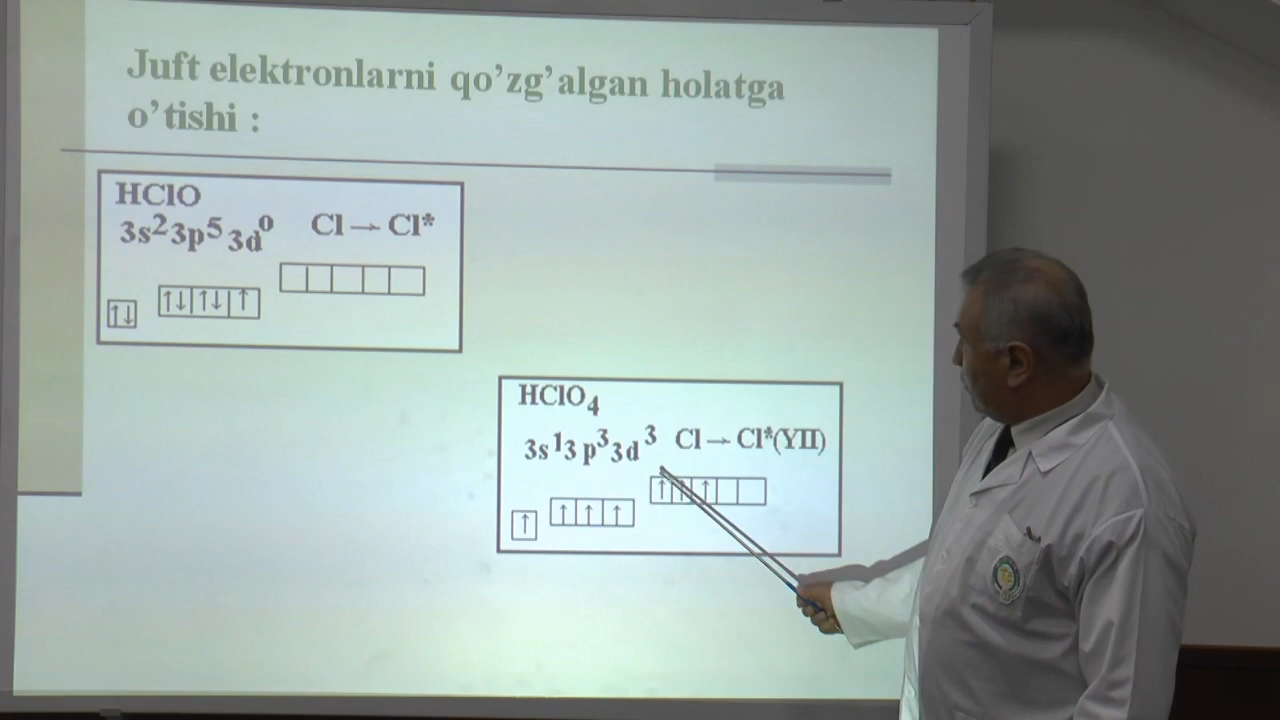 Juft elektronlarni qo’zg’algan holatga
o’tishi :
HClO
3s²3p⁵3d⁰ Cl → Cl*
↑↓ ↑↓ ↑↓ ↑
HClO₄
3s¹3p³3d³ Cl → Cl*(YII)
↑ ↑ ↑ ↑ ↑ ↑ ↑